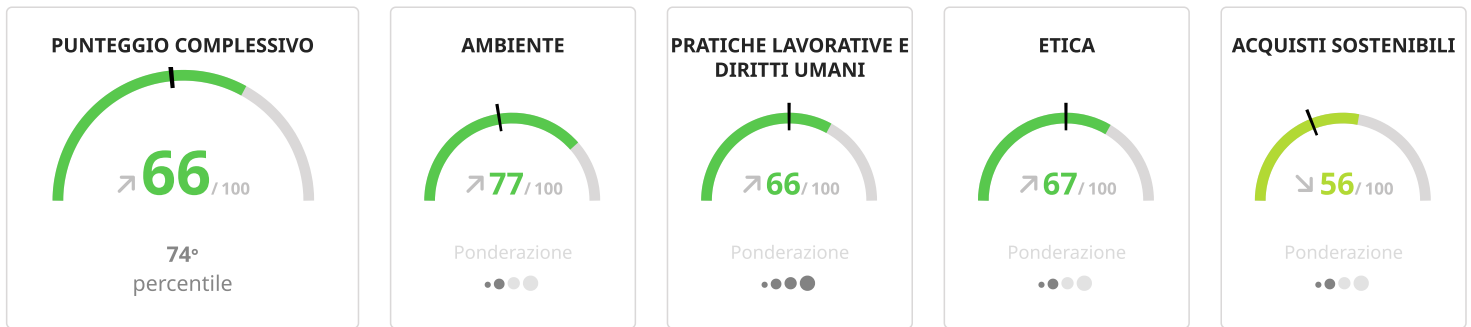 PUNTEGGIO COMPLESSIVO
66/ 100
74°
percentile
AMBIENTE
77/ 100
Ponderazione
PRATICHE LAVORATIVE E
DIRITTI UMANI
66/ 100
Ponderazione
ETICA
67/ 100
Ponderazione
ACQUISTI SOSTENIBILI
56/ 100
Ponderazione